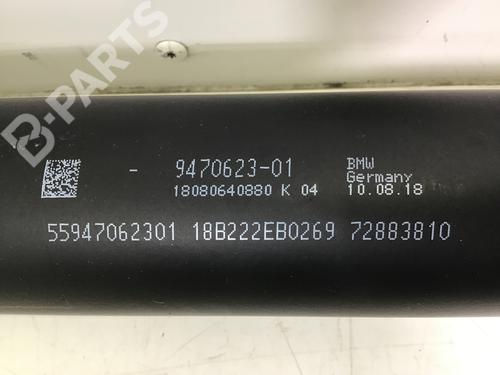 B-PARTS
- 9470623-01 BMW
Germany
18080640880 K 04 10.08.18
55947062301 18B222EB0269 72883810